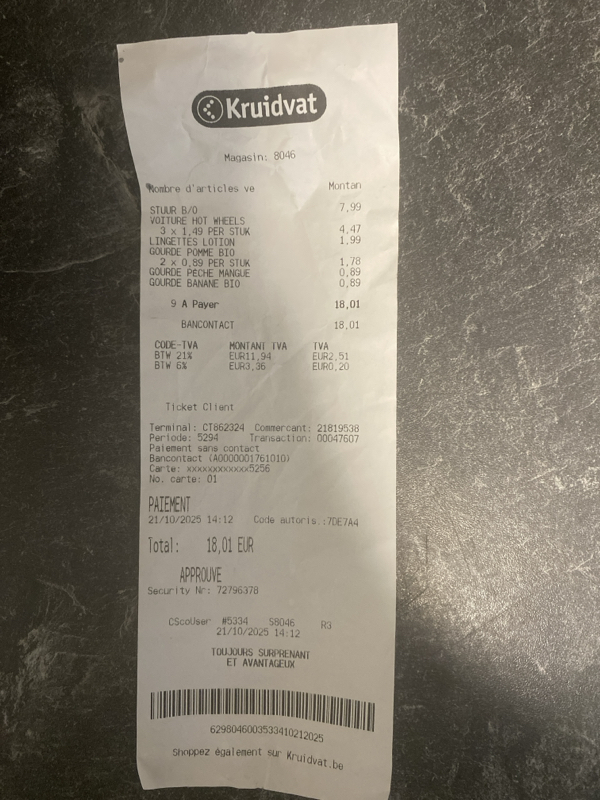 Kruidvat
Magasin: 8046
Nombre d'articles ve Montan
STUUR B/O 7,99
VOITURE HOT WHEELS
3 x 1,49 PER STUK 4,47
LINGETTES LOTION 1,99
GOURDE POMME BIO
2 x 0,89 PER STUK 1,78
GOURDE PECHE MANGUE 0,89
GOURDE BANANE BIO 0,89
9 A Payer 18,01
BANCONTACT 18,01
CODE-TVA MONTANT TVA TVA
BTW 21% EUR11,94 EUR2,51
BTW 6% EUR3,36 EUR0,20
Ticket Client
Terminal: CT862324 Commercant: 21819538
Periode: 5294 Transaction: 00047607
Paiement sans contact
Bancontact (A0000001761010)
Carte: xxxxxxxxxxxx5256
No. carte: 01
PAIEMENT
21/10/2025 14:12 Code autoris.:7DE7A4
Total: 18,01 EUR
APPROUVE
Security Nr: 72796378
CScoUser #5334 S8046 R3
21/10/2025 14:12
TOUJOURS SURPRENANT
ET AVANTAGEUX
6298046003533410212025
Shoppez également sur Kruidvat.be